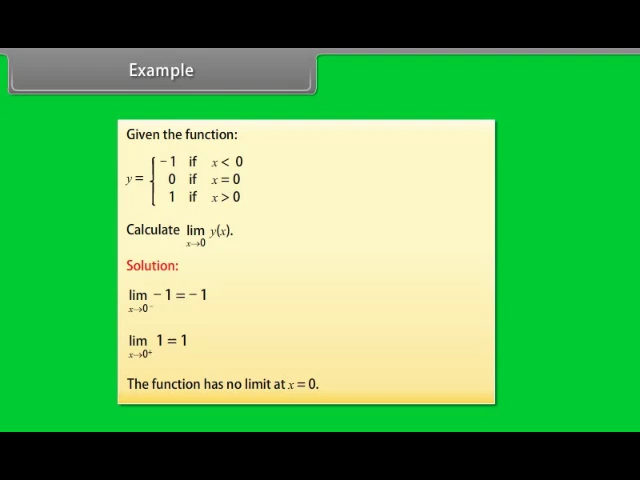 Example
Given the function:
y = { −1 if x < 0
0 if x = 0
1 if x > 0
Calculate lim x→0 y(x).
Solution:
lim x→0⁻ −1 = −1
lim x→0⁺ 1 = 1
The function has no limit at x = 0.